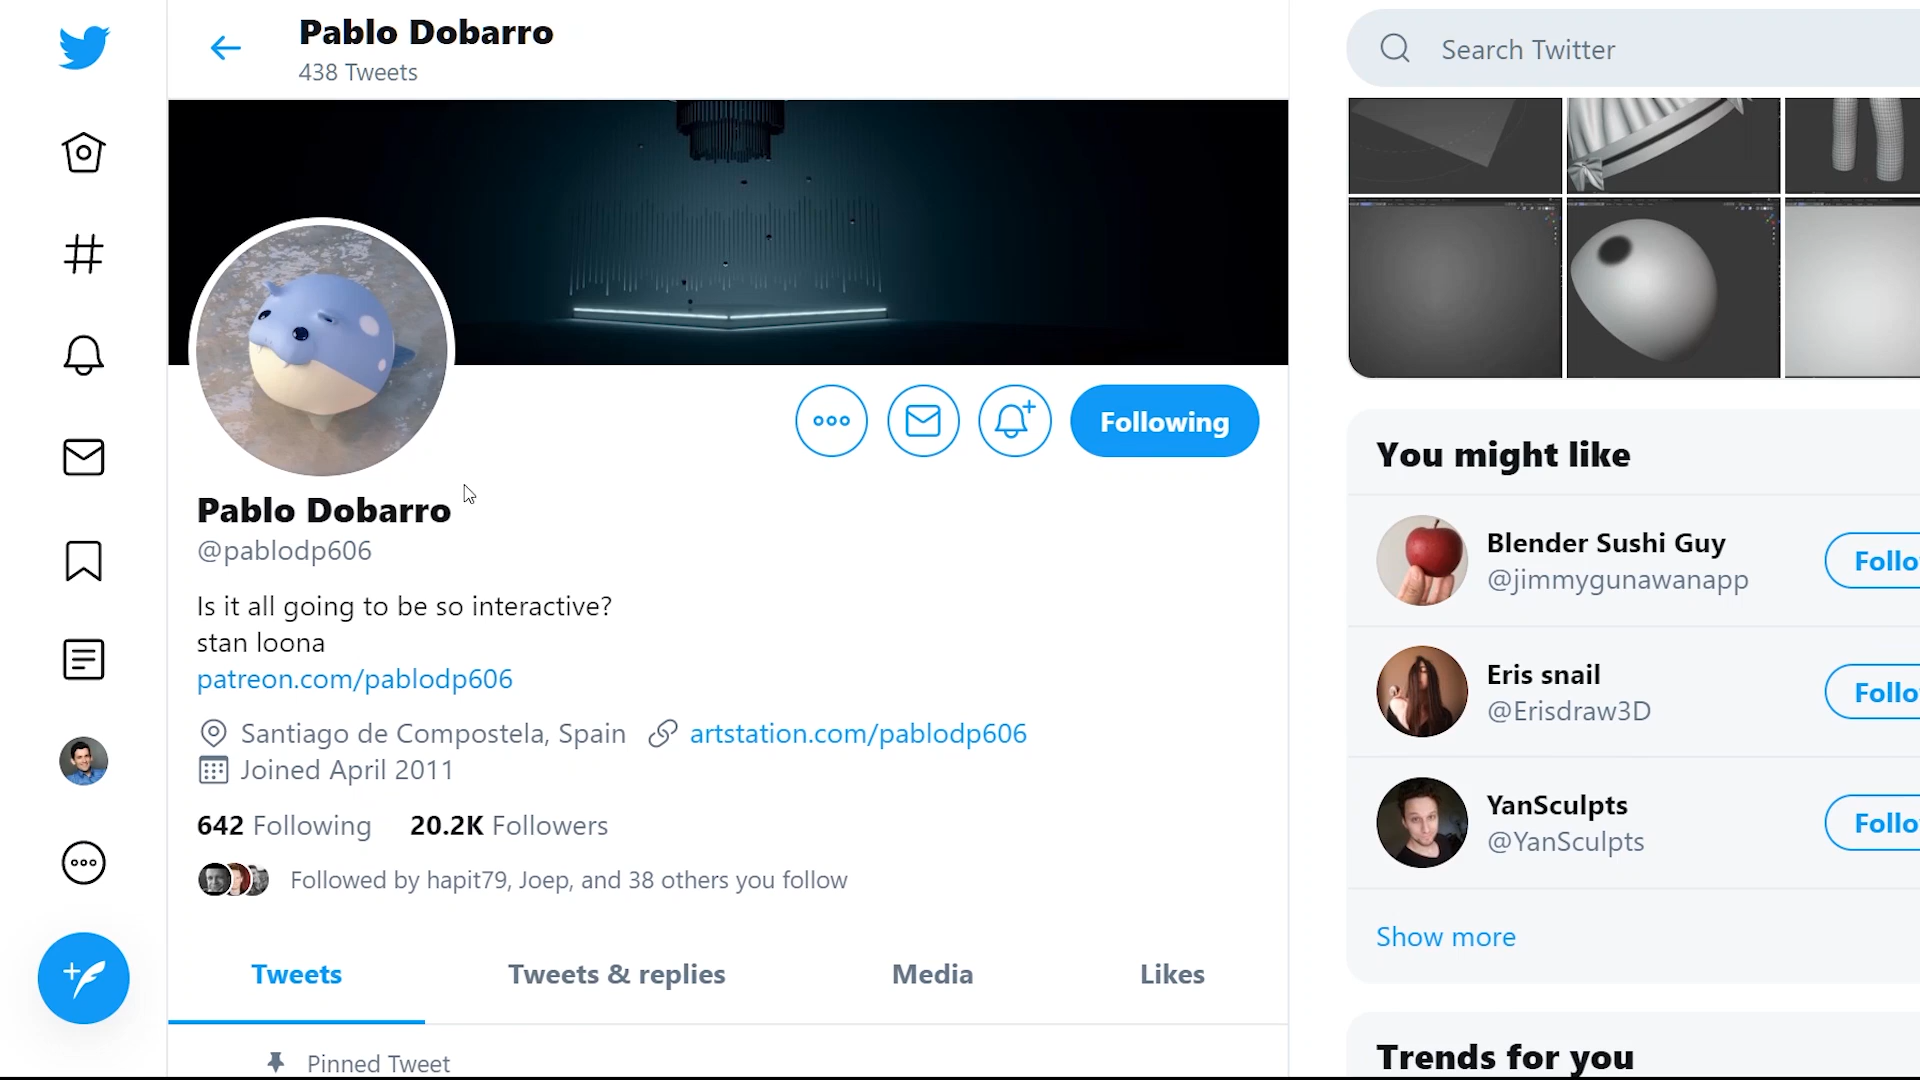 Pablo Dobarro
438 Tweets
Search Twitter
Following
Pablo Dobarro
@pablodp606
Is it all going to be so interactive?
stan loona
patreon.com/pablodp606
Santiago de Compostela, Spain artstation.com/pablodp606
Joined April 2011
642 Following 20.2K Followers
Followed by hapit79, Joep, and 38 others you follow
Tweets Tweets & replies Media Likes
Pinned Tweet
You might like
Blender Sushi Guy
@jimmygunawanapp
Follo
Eris snail
@Erisdraw3D
Follo
YanSculpts
@YanSculpts
Follo
Show more
Trends for you